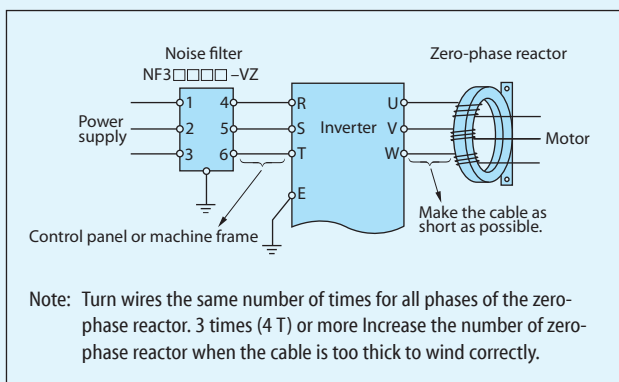 Noise filter
NF3□□□□–VZ
Zero-phase reactor
Power
supply
1 4
2 5
3 6
R
S
T
E
Inverter
U
V
W
Motor
Control panel or machine frame
Make the cable as
short as possible.
Note: Turn wires the same number of times for all phases of the zero-
phase reactor. 3 times (4 T) or more Increase the number of zero-
phase reactor when the cable is too thick to wind correctly.